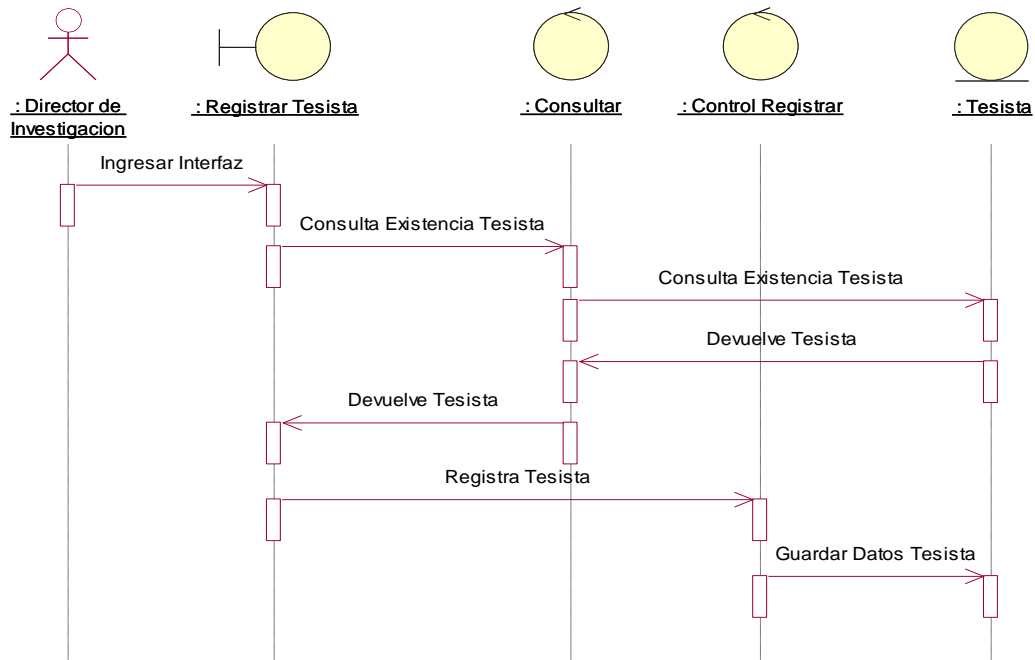 : Director de
Investigacion
: Registrar Tesista
: Consultar
: Control Registrar
: Tesista
Ingresar Interfaz
Consulta Existencia Tesista
Consulta Existencia Tesista
Devuelve Tesista
Devuelve Tesista
Registra Tesista
Guardar Datos Tesista